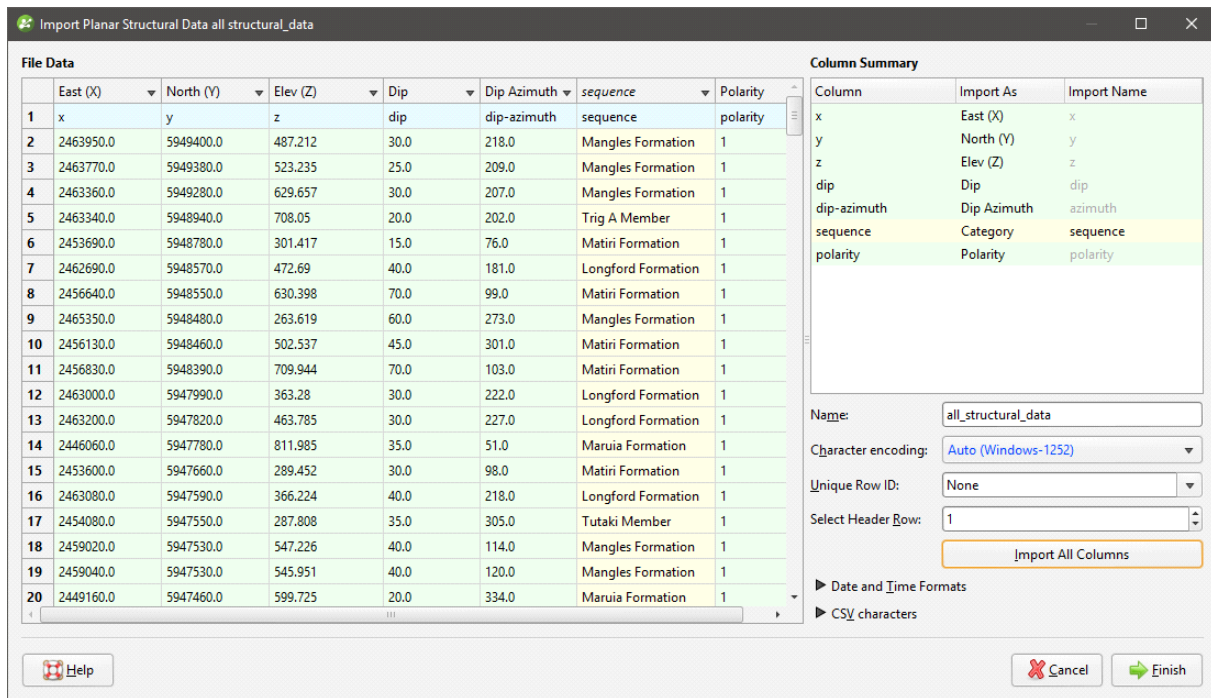 Import Planar Structural Data all structural_data
File Data
East (X) North (Y) Elev (Z) Dip Dip Azimuth sequence Polarity
1 x y z dip dip-azimuth sequence polarity
2 2463950.0 5949400.0 487.212 30.0 218.0 Mangles Formation 1
3 2463770.0 5949380.0 523.235 25.0 209.0 Mangles Formation 1
4 2463360.0 5949280.0 629.657 30.0 207.0 Mangles Formation 1
5 2463340.0 5948940.0 708.05 20.0 202.0 Trig A Member 1
6 2453690.0 5948780.0 301.417 15.0 76.0 Matiri Formation 1
7 2462690.0 5948570.0 472.69 40.0 181.0 Longford Formation 1
8 2456640.0 5948550.0 630.398 70.0 99.0 Matiri Formation 1
9 2465350.0 5948480.0 263.619 60.0 273.0 Mangles Formation 1
10 2456130.0 5948460.0 502.537 45.0 301.0 Matiri Formation 1
11 2456830.0 5948390.0 709.944 70.0 103.0 Matiri Formation 1
12 2463000.0 5947990.0 363.28 30.0 222.0 Longford Formation 1
13 2463200.0 5947820.0 463.785 30.0 227.0 Longford Formation 1
14 2446060.0 5947780.0 811.985 35.0 51.0 Maruia Formation 1
15 2453600.0 5947660.0 289.452 30.0 98.0 Matiri Formation 1
16 2463080.0 5947590.0 366.224 40.0 218.0 Longford Formation 1
17 2454080.0 5947550.0 287.808 35.0 305.0 Tutaki Member 1
18 2459020.0 5947530.0 547.226 40.0 114.0 Mangles Formation 1
19 2459040.0 5947530.0 545.951 40.0 120.0 Mangles Formation 1
20 2449160.0 5947460.0 599.725 20.0 334.0 Maruia Formation 1
Column Summary
Column Import As Import Name
x East (X) x
y North (Y) y
z Elev (Z) z
dip Dip dip
dip-azimuth Dip Azimuth azimuth
sequence Category sequence
polarity Polarity polarity
Name: all_structural_data
Character encoding: Auto (Windows-1252)
Unique Row ID: None
Select Header Row: 1
Import All Columns
Date and Time Formats
CSV characters
Help
Cancel
Finish